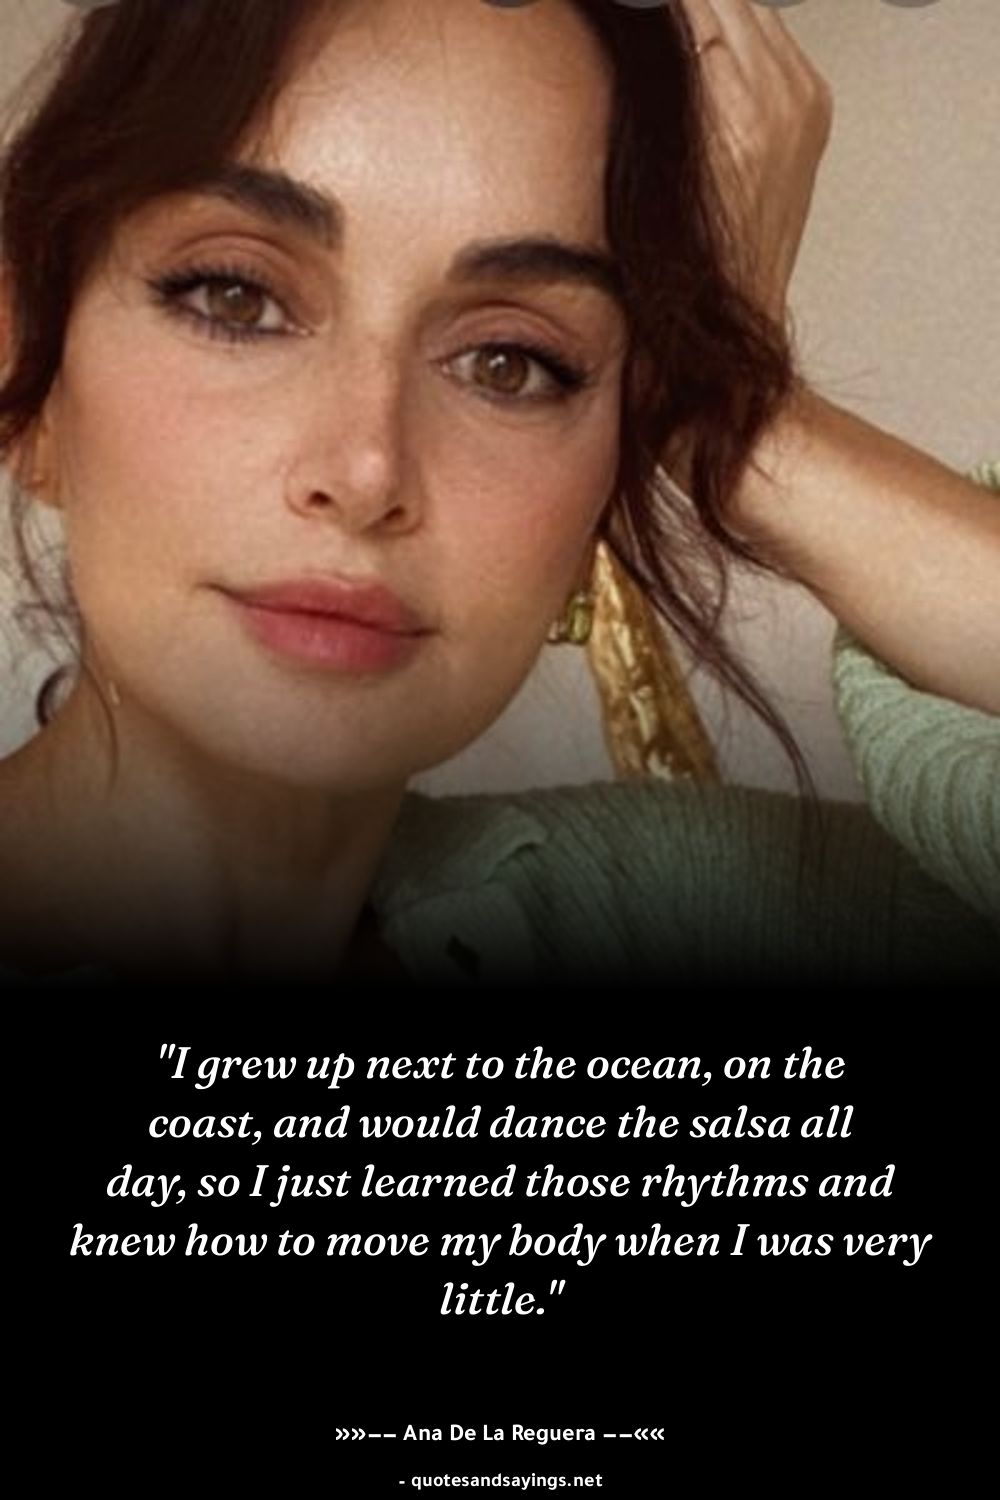 "I grew up next to the ocean, on the
coast, and would dance the salsa all
day, so I just learned those rhythms and
knew how to move my body when I was very
little."
»»–– Ana De La Reguera ––««
- quotesandsayings.net